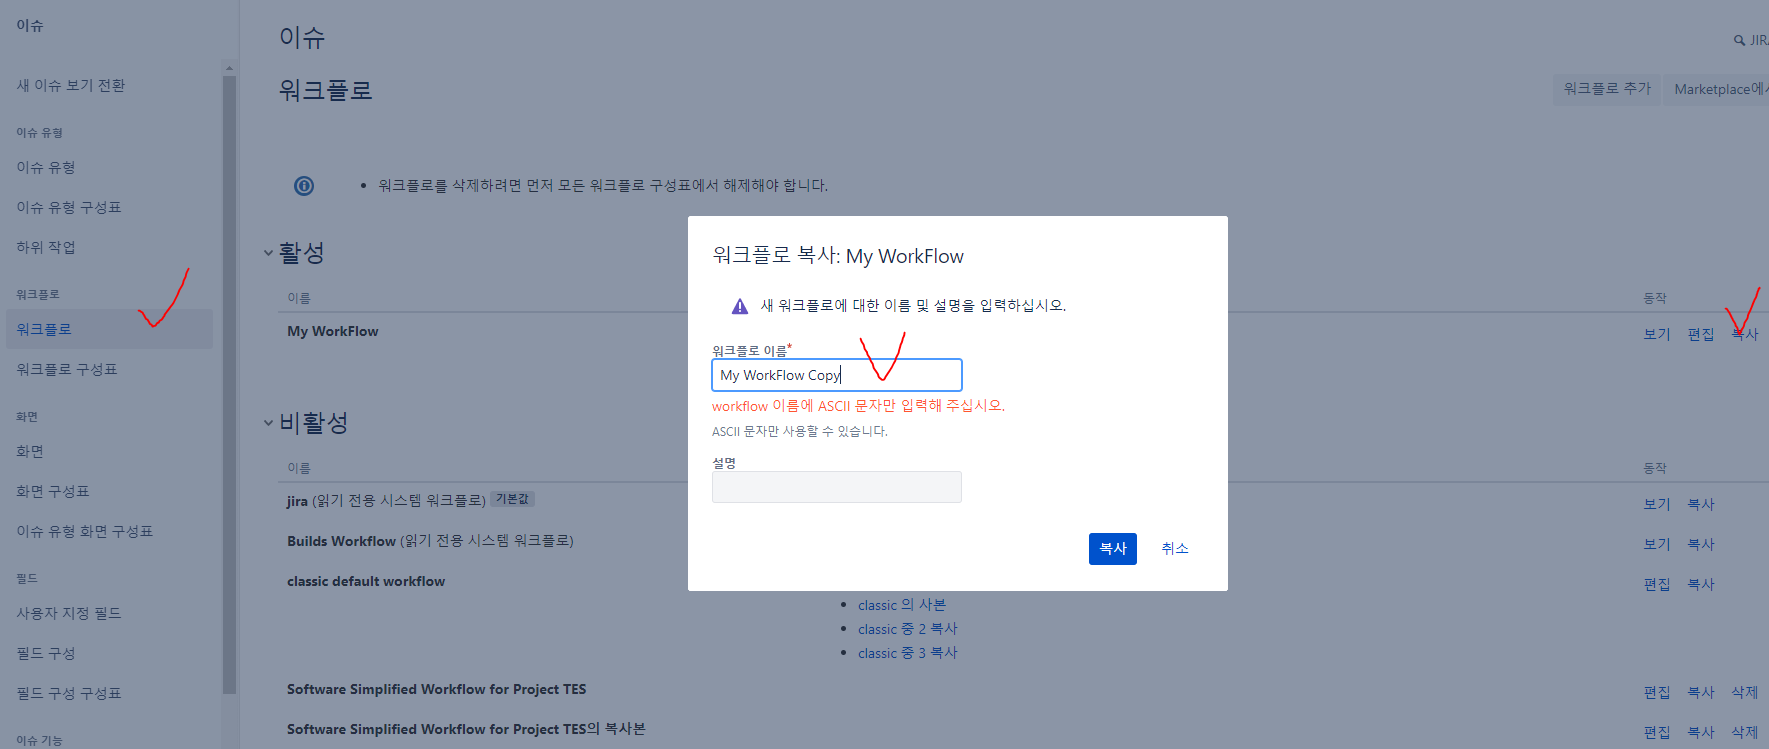 이슈
새 이슈 보기 전환
이슈 유형
이슈 유형
이슈 유형 구성표
하위 작업
워크플로
워크플로
워크플로 구성표
화면
화면
화면 구성표
이슈 유형 화면 구성표
필드
사용자 지정 필드
필드 구성
필드 구성 구성표
이슈 기능
이슈
JIRA
워크플로
워크플로 추가 Marketplace에서
워크플로를 삭제하려면 먼저 모든 워크플로 구성표에서 해제해야 합니다.
활성
이름 동작
My WorkFlow 보기 편집 복사
비활성
이름 동작
jira (읽기 전용 시스템 워크플로) 기본값 보기 복사
Builds Workflow (읽기 전용 시스템 워크플로) 보기 복사
classic default workflow 편집 복사
classic 의 사본
classic 중 2 복사
classic 중 3 복사
Software Simplified Workflow for Project TES 편집 복사 삭제
Software Simplified Workflow for Project TES의 복사본 편집 복사 삭제
워크플로 복사: My WorkFlow
새 워크플로에 대한 이름 및 설명을 입력하십시오.
워크플로 이름*
My WorkFlow Copy
workflow 이름에 ASCII 문자만 입력해 주십시오.
ASCII 문자만 사용할 수 있습니다.
설명
복사 취소